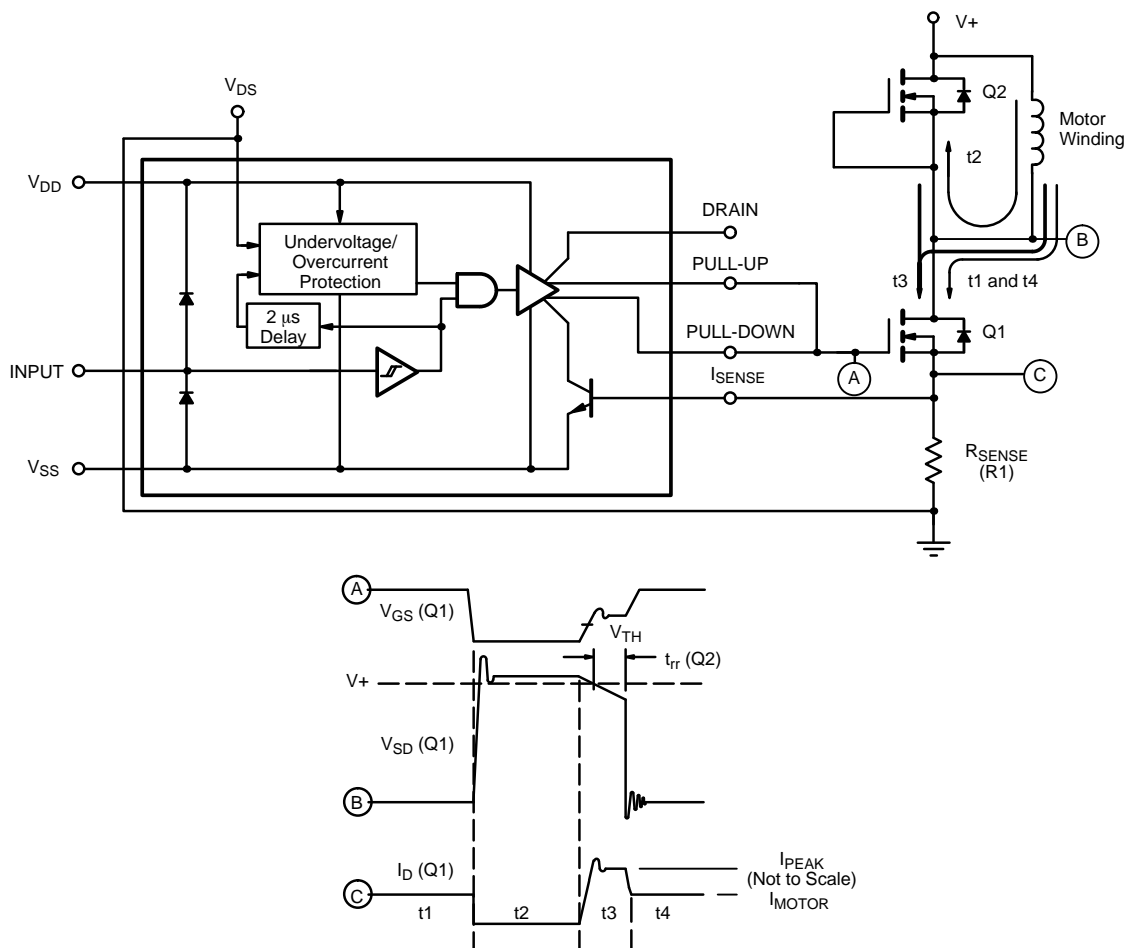 V+
VDS
Q2
Motor
Winding
t2
VDD
DRAIN
Undervoltage/
Overcurrent
Protection
B
PULL-UP
t3
t1 and t4
2 μs
Delay
PULL-DOWN
Q1
INPUT
A
C
ISENSE
RSENSE
(R1)
VSS
A
VGS (Q1)
VTH
trr (Q2)
V+
VSD (Q1)
B
ID (Q1)
IPEAK
(Not to Scale)
C
IMOTOR
t1
t2
t3
t4